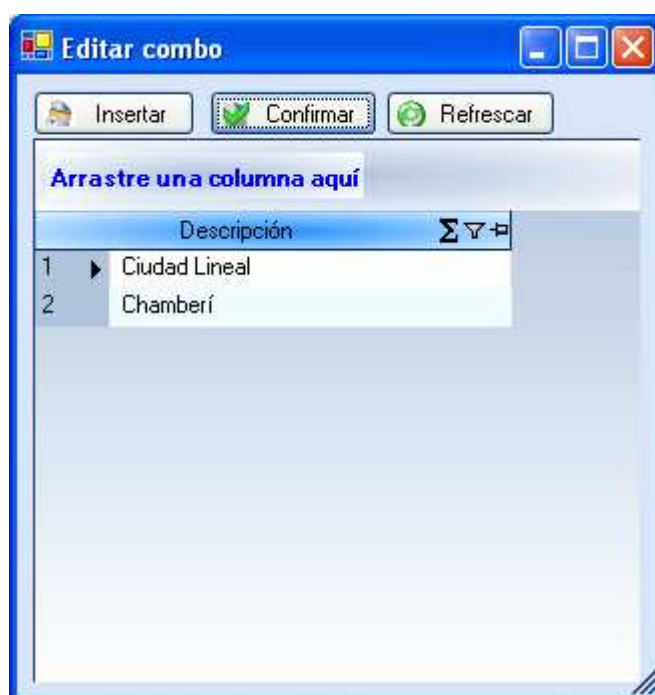 Editar combo
Insertar Confirmar Refrescar
Arrastre una columna aquí
Descripción Σ
1 Ciudad Lineal
2 Chamberí